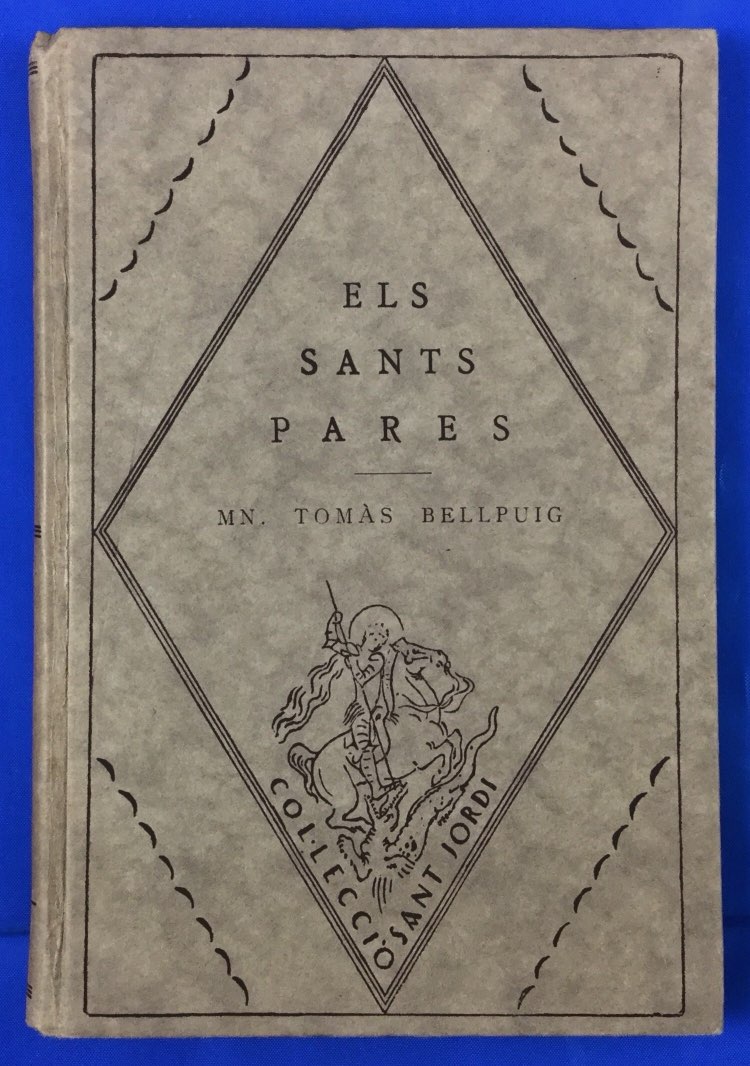 ELS
SANTS
PARES
MN. TOMÀS BELLPUIG
COL·LECCIÓ SANT JORDI